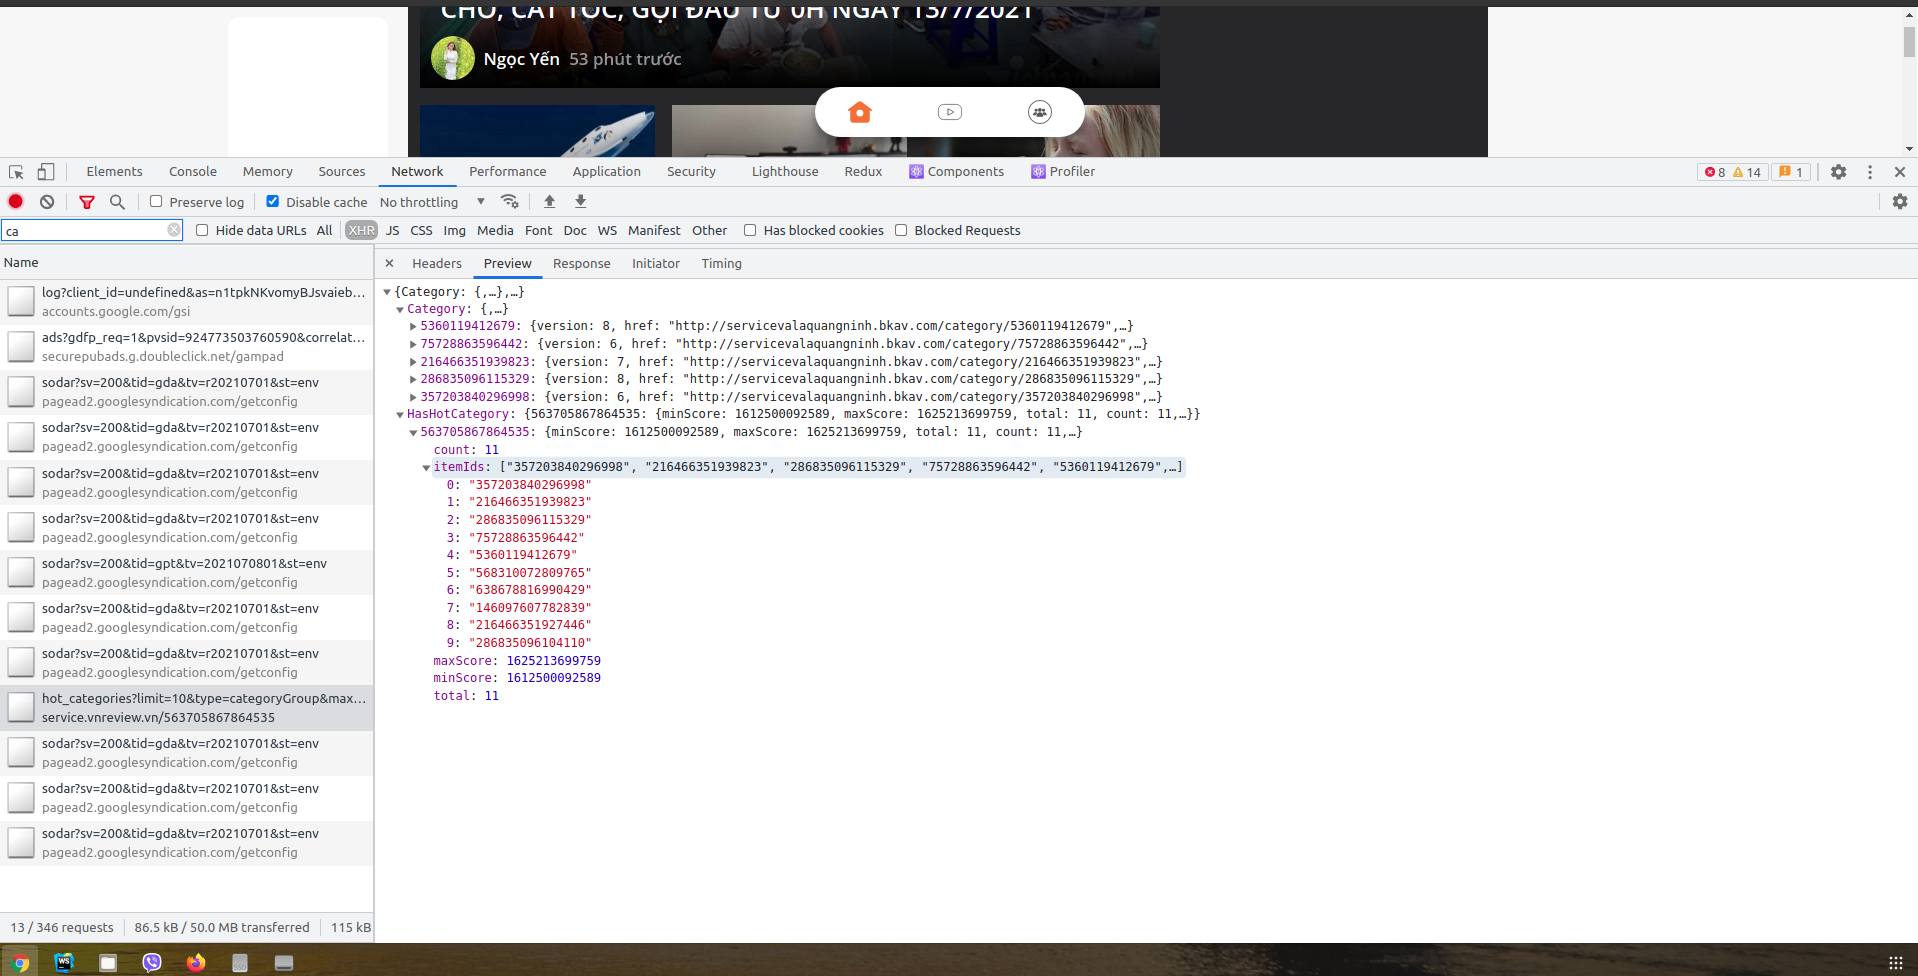 CHỢ, CẮT TÓC, GỘI ĐẦU TỪ 0H NGÀY 13/7/2021
Ngọc Yến 53 phút trước
Elements Console Memory Sources Network Performance Application Security Lighthouse Redux Components Profiler 8 14 1
Preserve log Disable cache No throttling
ca Hide data URLs All XHR JS CSS Img Media Font Doc WS Manifest Other Has blocked cookies Blocked Requests
Name
Headers Preview Response Initiator Timing
log?client_id=undefined&as=n1tpkNKvomyBJsvaieb…
accounts.google.com/gsi
ads?gdfp_req=1&pvsid=924773503760590&correlat…
securepubads.g.doubleclick.net/gampad
sodar?sv=200&tid=gda&tv=r20210701&st=env
pagead2.googlesyndication.com/getconfig
sodar?sv=200&tid=gda&tv=r20210701&st=env
pagead2.googlesyndication.com/getconfig
sodar?sv=200&tid=gda&tv=r20210701&st=env
pagead2.googlesyndication.com/getconfig
sodar?sv=200&tid=gda&tv=r20210701&st=env
pagead2.googlesyndication.com/getconfig
sodar?sv=200&tid=gpt&tv=2021070801&st=env
pagead2.googlesyndication.com/getconfig
sodar?sv=200&tid=gda&tv=r20210701&st=env
pagead2.googlesyndication.com/getconfig
sodar?sv=200&tid=gda&tv=r20210701&st=env
pagead2.googlesyndication.com/getconfig
hot_categories?limit=10&type=categoryGroup&max…
service.vnreview.vn/563705867864535
sodar?sv=200&tid=gda&tv=r20210701&st=env
pagead2.googlesyndication.com/getconfig
sodar?sv=200&tid=gda&tv=r20210701&st=env
pagead2.googlesyndication.com/getconfig
sodar?sv=200&tid=gda&tv=r20210701&st=env
pagead2.googlesyndication.com/getconfig
13 / 346 requests 86.5 kB / 50.0 MB transferred 115 kB
{Category: {,…},…}
Category: {,…}
5360119412679: {version: 8, href: "http://servicevalaquangninh.bkav.com/category/5360119412679",…}
75728863596442: {version: 6, href: "http://servicevalaquangninh.bkav.com/category/75728863596442",…}
216466351939823: {version: 7, href: "http://servicevalaquangninh.bkav.com/category/216466351939823",…}
286835096115329: {version: 8, href: "http://servicevalaquangninh.bkav.com/category/286835096115329",…}
357203840296998: {version: 6, href: "http://servicevalaquangninh.bkav.com/category/357203840296998",…}
HasHotCategory: {563705867864535: {minScore: 1612500092589, maxScore: 1625213699759, total: 11, count: 11,…}}
563705867864535: {minScore: 1612500092589, maxScore: 1625213699759, total: 11, count: 11,…}
count: 11
itemIds: ["357203840296998", "216466351939823", "286835096115329", "75728863596442", "5360119412679",…]
0: "357203840296998"
1: "216466351939823"
2: "286835096115329"
3: "75728863596442"
4: "5360119412679"
5: "568310072809765"
6: "638678816990429"
7: "146097607782839"
8: "216466351927446"
9: "286835096104110"
maxScore: 1625213699759
minScore: 1612500092589
total: 11
WS